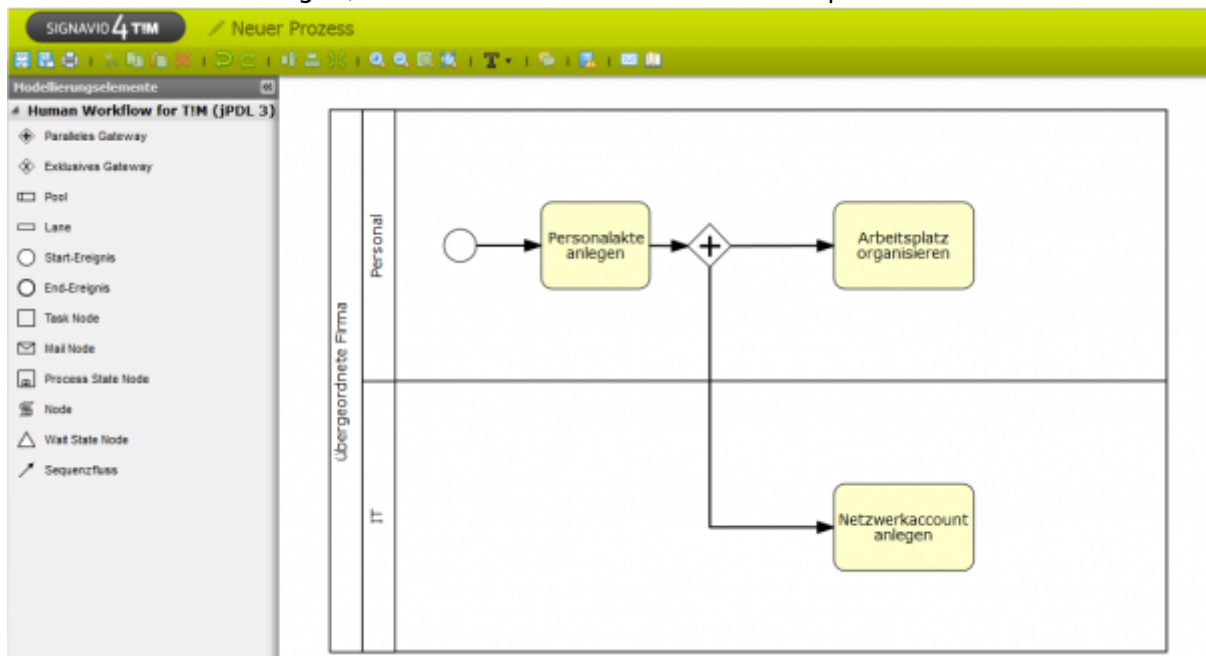 SIGNAVIO 4 T!M
Neuer Prozess
Modellierungselemente
Human Workflow for T!M (jPDL 3)
Paralleles Gateway
Exklusives Gateway
Pool
Lane
Start-Ereignis
End-Ereignis
Task Node
Mail Node
Process State Node
Node
Wait State Node
Sequenzfluss
Übergeordnete Firma
Personal
Personalakte
anlegen
Arbeitsplatz
organisieren
IT
Netzwerkaccount
anlegen